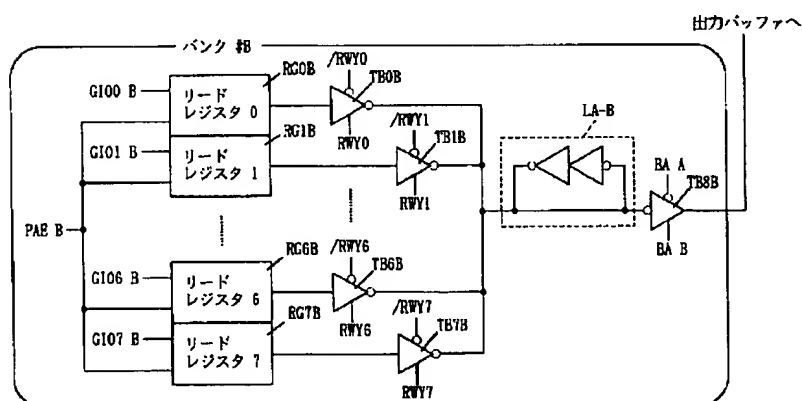 出力バッファへ
バンク #B
RG0B
/RWY0
TB0B
GIO0 B
リード
レジスタ 0
RWY0
/RWY1
TB1B
RG1B
GIO1 B
リード
レジスタ 1
RWY1
LA-B
BA A
TB8B
BA B
PAE B
RG6B
/RWY6
TB6B
GIO6 B
リード
レジスタ 6
RWY6
/RWY7
TB7B
RG7B
GIO7 B
リード
レジスタ 7
RWY7